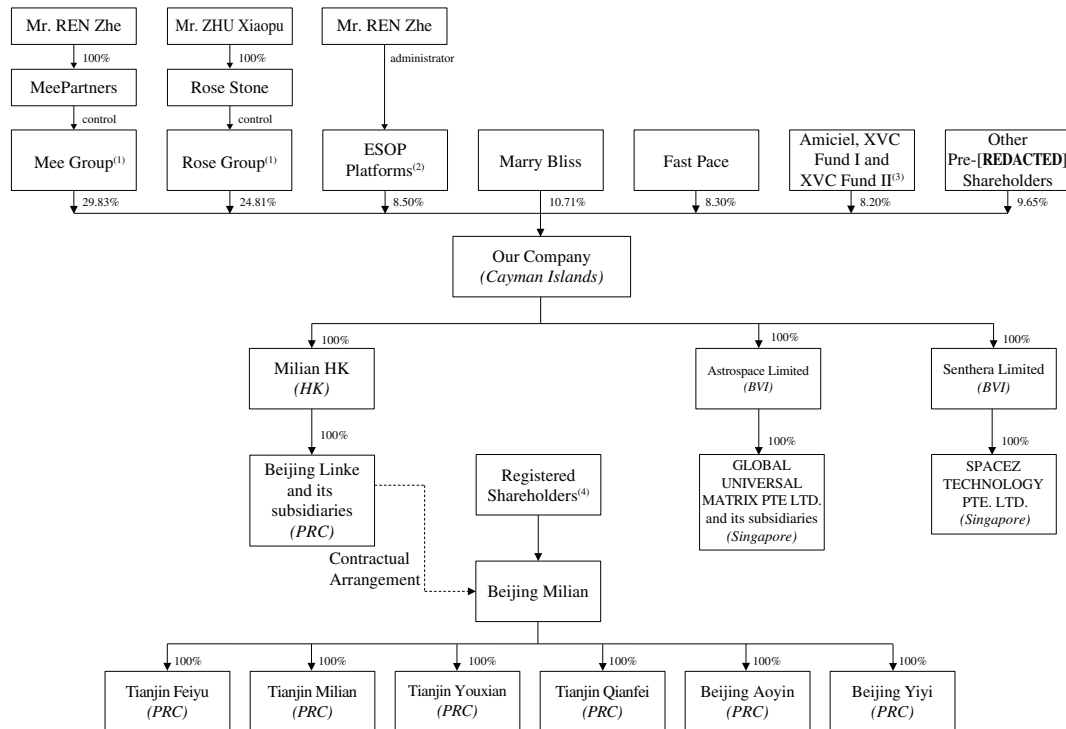 Mr. REN Zhe
Mr. ZHU Xiaopu
Mr. REN Zhe
100%
100%
administrator
MeePartners
Rose Stone
control
control
Mee Group(1)
Rose Group(1)
ESOP
Platforms(2)
Marry Bliss
Fast Pace
Amiciel, XVC
Fund I and
XVC Fund II(3)
Other
Pre-[REDACTED]
Shareholders
29.83%
24.81%
8.50%
10.71%
8.30%
8.20%
9.65%
Our Company
(Cayman Islands)
100%
100%
100%
Milian HK
(HK)
Astrospace Limited
(BVI)
Senthera Limited
(BVI)
100%
100%
100%
Beijing Linke
and its
subsidiaries
(PRC)
Registered
Shareholders(4)
GLOBAL
UNIVERSAL
MATRIX PTE LTD.
and its subsidiaries
(Singapore)
SPACEZ
TECHNOLOGY
PTE. LTD.
(Singapore)
Contractual
Arrangement
Beijing Milian
100%
100%
100%
100%
100%
100%
Tianjin Feiyu
(PRC)
Tianjin Milian
(PRC)
Tianjin Youxian
(PRC)
Tianjin Qianfei
(PRC)
Beijing Aoyin
(PRC)
Beijing Yiyi
(PRC)